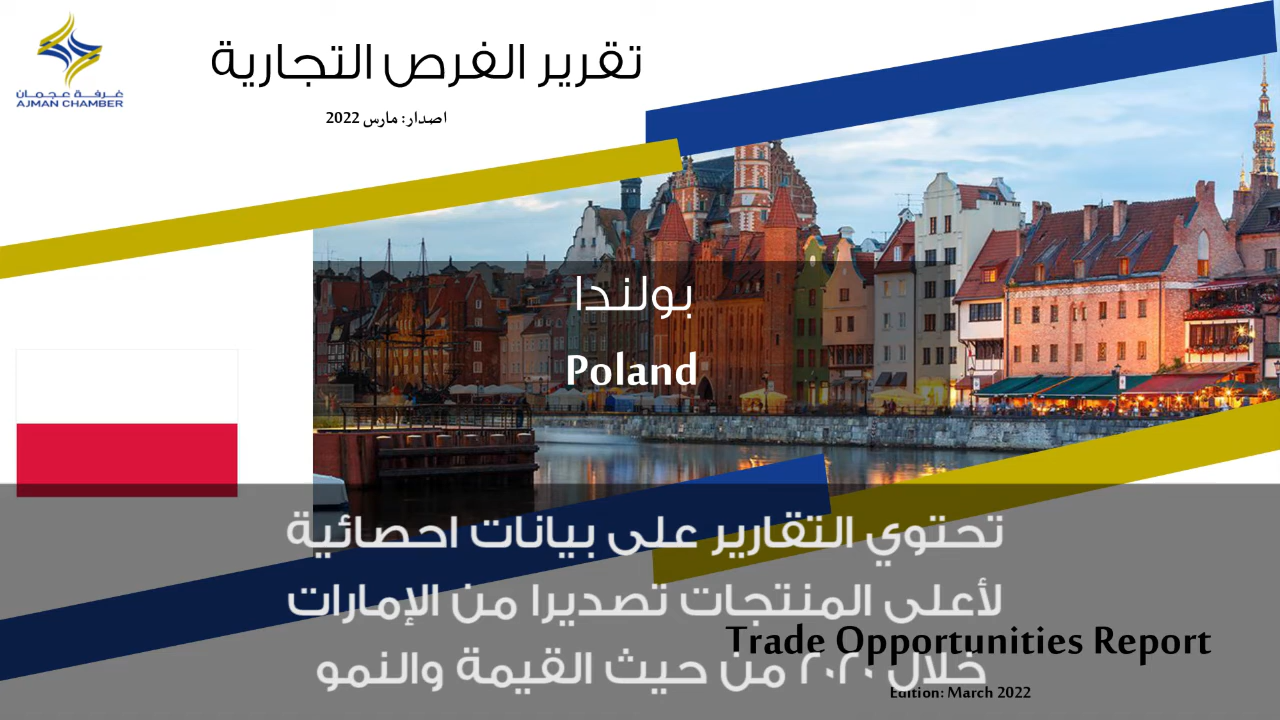 غرفة عجمان
AJMAN CHAMBER
تقرير الفرص التجارية
اصدار: مارس 2022
بولندا
Poland
تحتوي التقارير على بيانات احصائية
لأعلى المنتجات تصديرا من الإمارات
خلال ٢٠٢٠ من حيث القيمة والنمو
Trade Opportunities Report
Edition: March 2022